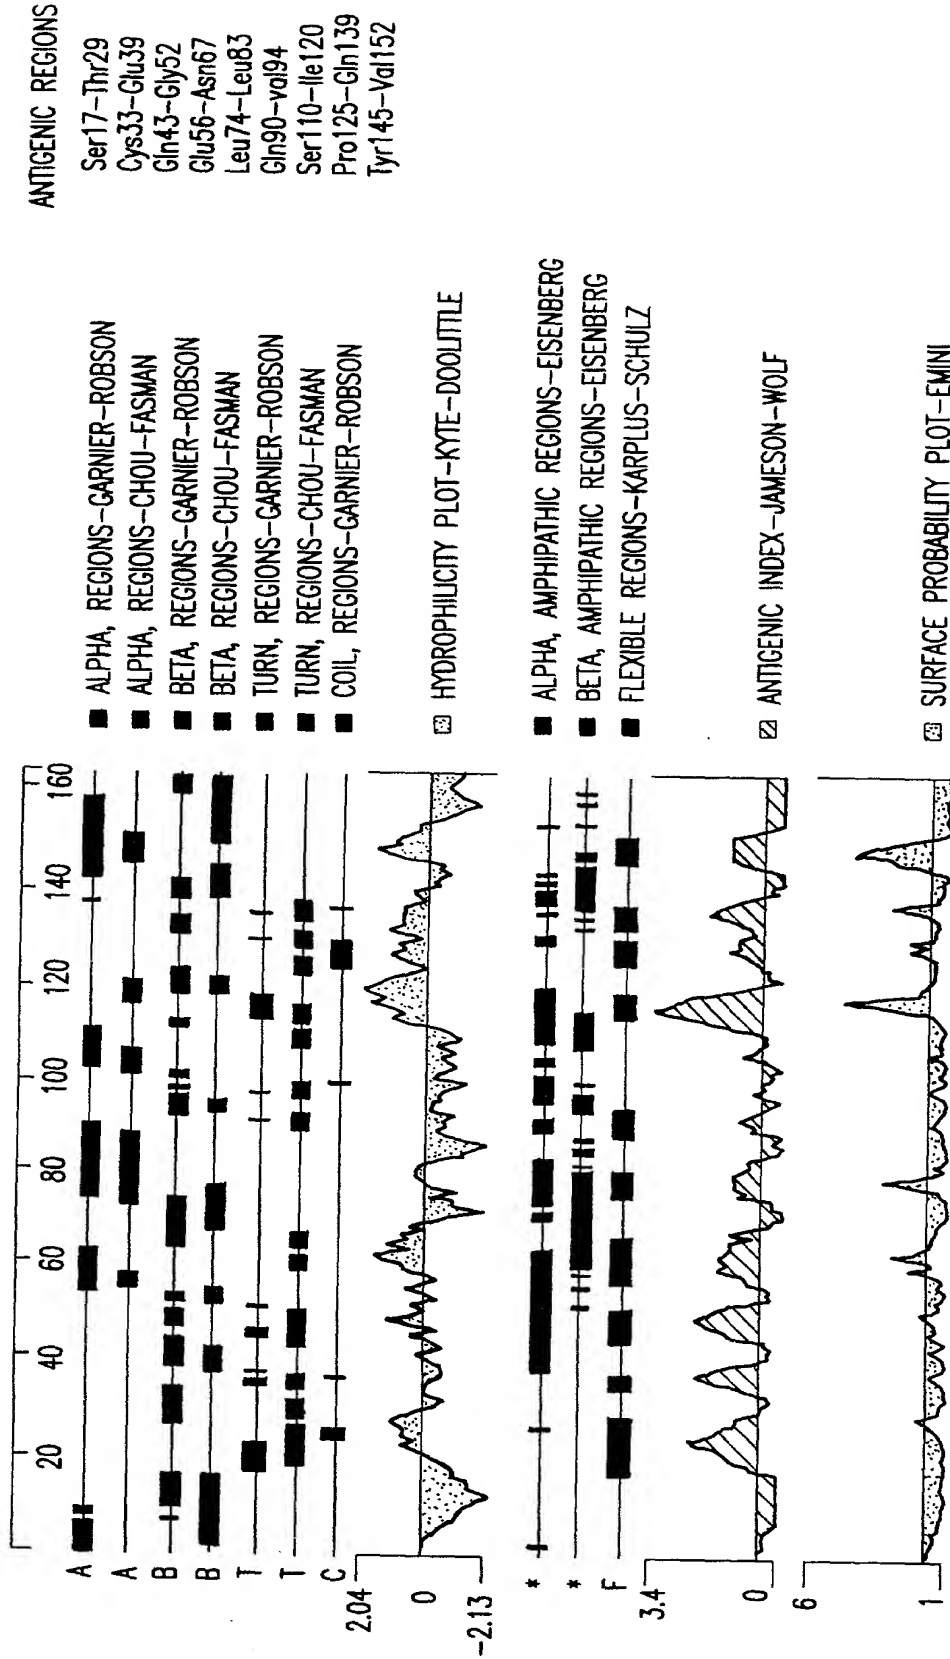 20 40 60 80 100 120 140 160
A ALPHA, REGIONS-GARNIER-ROBSON
A ALPHA, REGIONS-CHOU-FASMAN
B BETA, REGIONS-GARNIER-ROBSON
B BETA, REGIONS-CHOU-FASMAN
T TURN, REGIONS-GARNIER-ROBSON
T TURN, REGIONS-CHOU-FASMAN
C COIL, REGIONS-GARNIER-ROBSON
2.04
0
-2.13
HYDROPHILICITY PLOT-KYTE-DOOLITTLE
* ALPHA, AMPHIPATHIC REGIONS-EISENBERG
* BETA, AMPHIPATHIC REGIONS-EISENBERG
F FLEXIBLE REGIONS-KARPLUS-SCHULZ
3.4
0
ANTIGENIC INDEX-JAMESON-WOLF
6
1
SURFACE PROBABILITY PLOT-EMINI
ANTIGENIC REGIONS
Ser17-Thr29
Cys33-Glu39
Gln43-Gly52
Glu56-Asn67
Leu74-Leu83
Gln90-val94
Ser110-Ile120
Pro125-Gln139
Tyr145-Val152